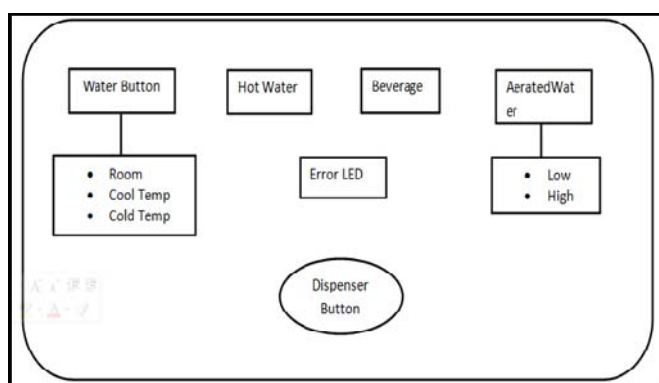 Water Button
Hot Water
Beverage
AeratedWat
er
Room
Cool Temp
Cold Temp
Error LED
Low
High
Dispenser
Button